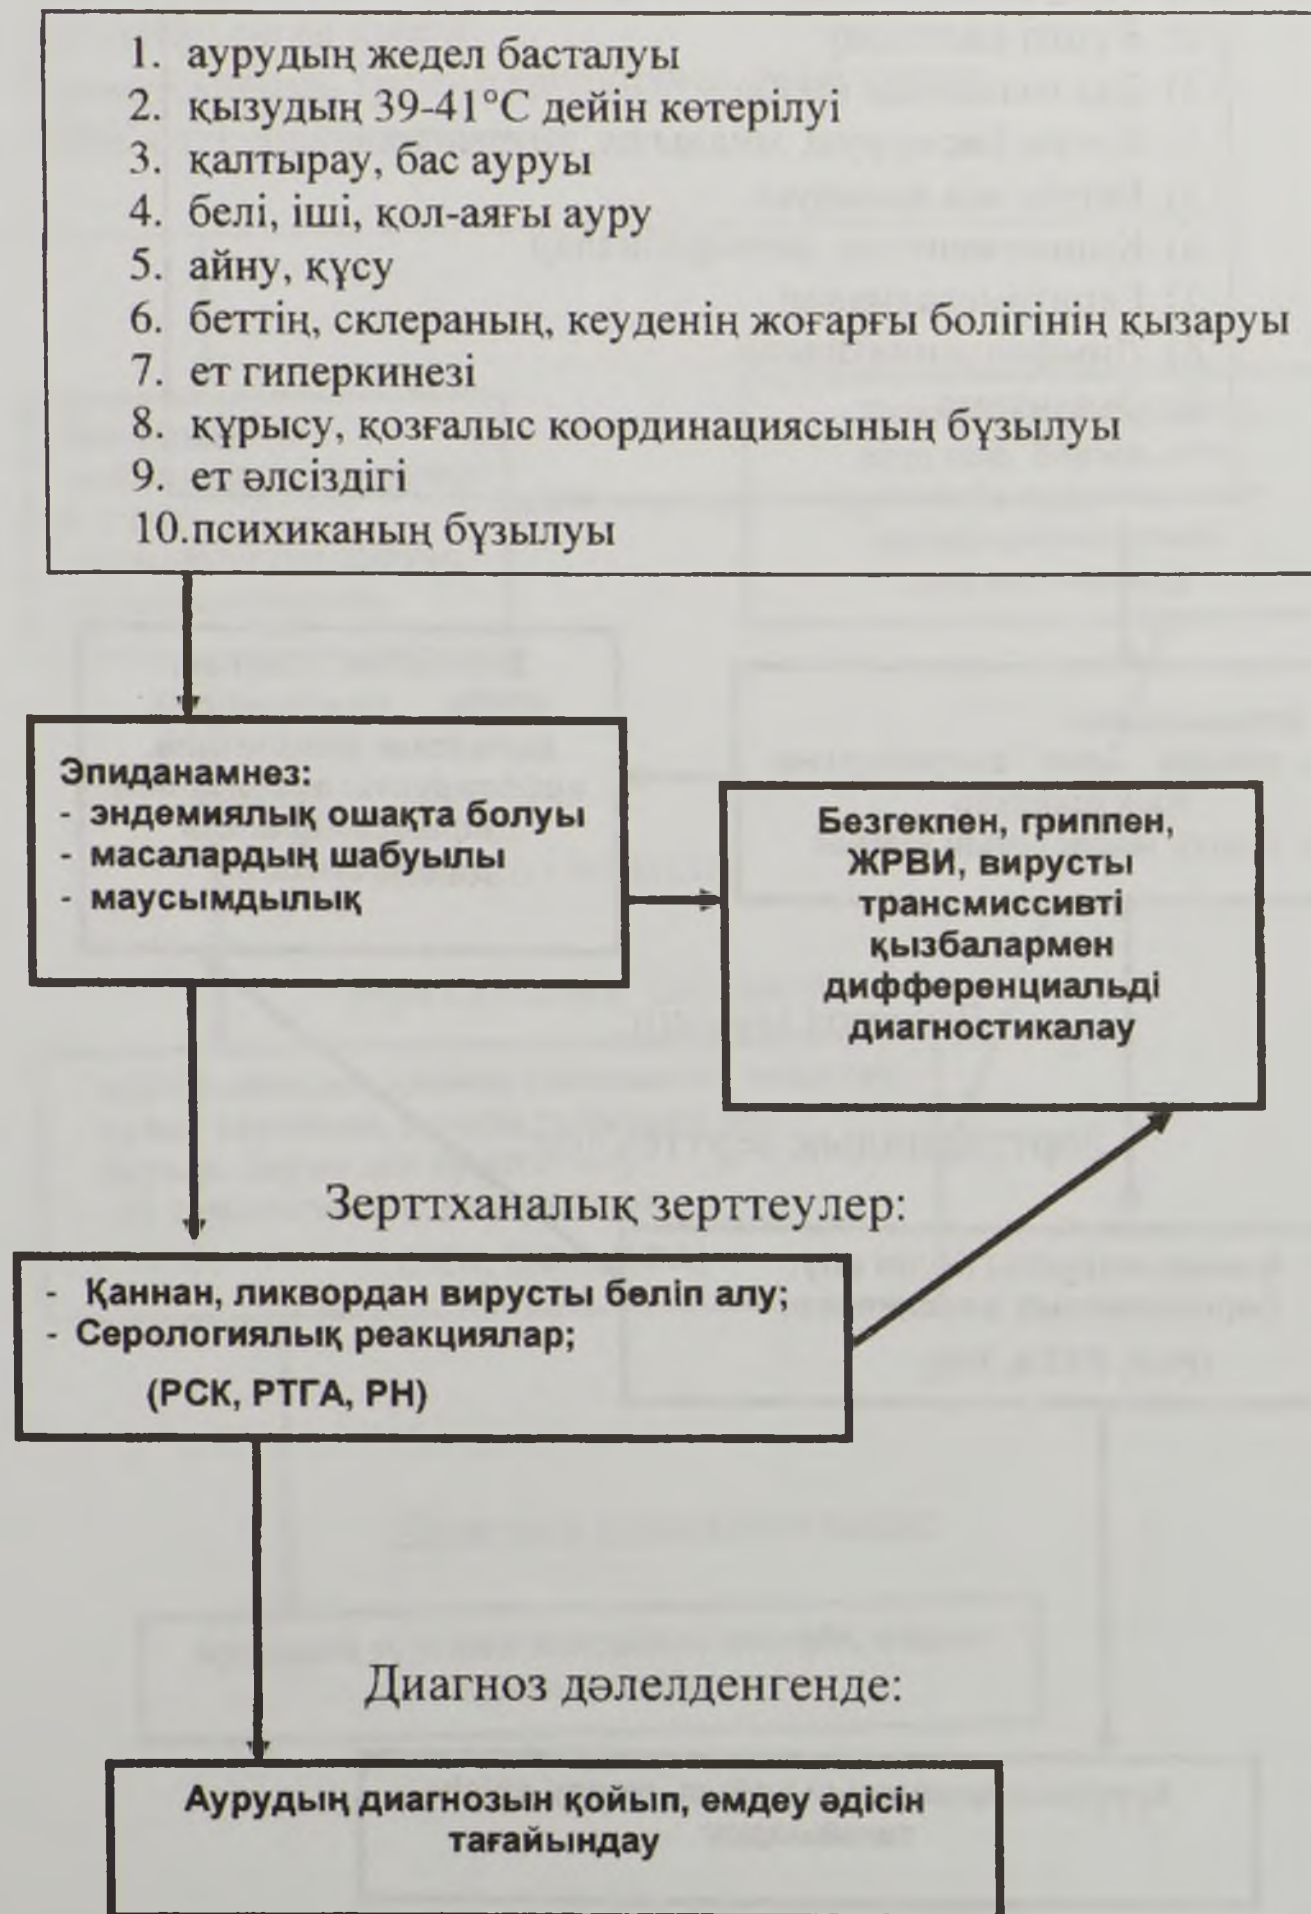 1. аурудың жедел басталуы
2. қызудың 39-41°С дейін көтерілуі
3. қалтырау, бас ауруы
4. белі, іші, қол-аяғы ауру
5. айну, құсу
6. беттің, склераның, кеуденің жоғарғы болігінің қызаруы
7. ет гиперкинезі
8. құрысу, қозғалыс координациясының бұзылуы
9. ет әлсіздігі
10.психиканың бұзылуы
Эпиданамнез:
- эндемиялық ошақта болуы
- масалардың шабуылы
- маусымдылық
Безгекпен, гриппен,
ЖРВИ, вирусты
трансмиссивті
қызбалармен
дифференциальді
диагностикалау
Зерттханалық зерттеулер:
- Қаннан, ликвордан вирусты бөліп алу;
- Серологиялық реакциялар;
(РСК, РТГА, РН)
Диагноз дәлелденгенде:
Аурудың диагнозын қойып, емдеу әдісін
тағайындау